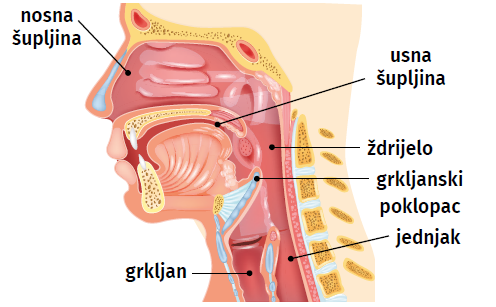 nosna
šupljina
usna
šupljina
ždrijelo
grkljanski
poklopac
jednjak
grkljan